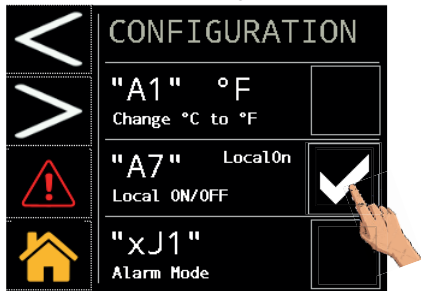 CONFIGURATION
"A1" °F
Change °C to °F
"A7" LocalOn
Local ON/OFF
"xJ1"
Alarm Mode